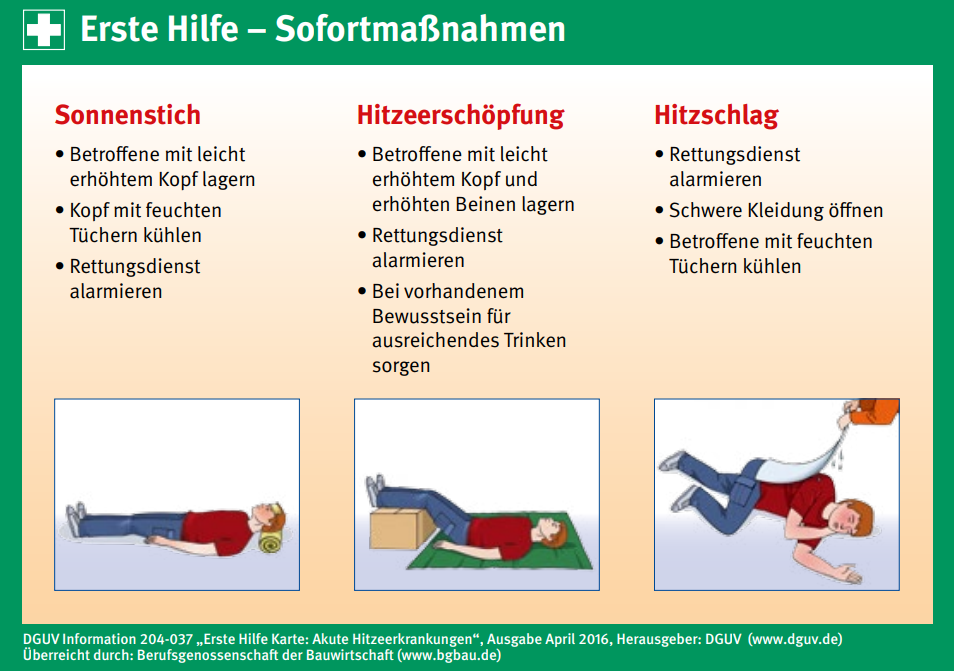 Erste Hilfe – Sofortmaßnahmen
Sonnenstich
• Betroffene mit leicht
erhöhtem Kopf lagern
• Kopf mit feuchten
Tüchern kühlen
• Rettungsdienst
alarmieren
Hitzeerschöpfung
• Betroffene mit leicht
erhöhtem Kopf und
erhöhten Beinen lagern
• Rettungsdienst
alarmieren
• Bei vorhandenem
Bewusstsein für
ausreichendes Trinken
sorgen
Hitzschlag
• Rettungsdienst
alarmieren
• Schwere Kleidung öffnen
• Betroffene mit feuchten
Tüchern kühlen
DGUV Information 204-037 „Erste Hilfe Karte: Akute Hitzeerkrankungen“, Ausgabe April 2016, Herausgeber: DGUV (www.dguv.de)
Überreicht durch: Berufsgenossenschaft der Bauwirtschaft (www.bgbau.de)